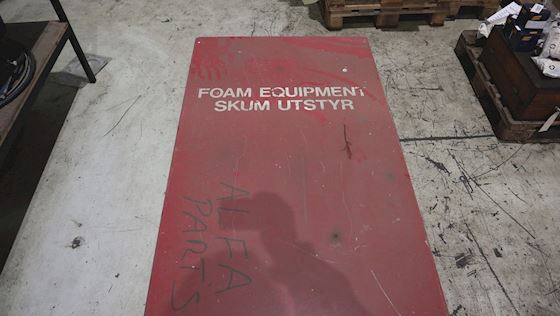 FOAM EQUIPMENT
SKUM UTSTYR
ALFA
PARTS